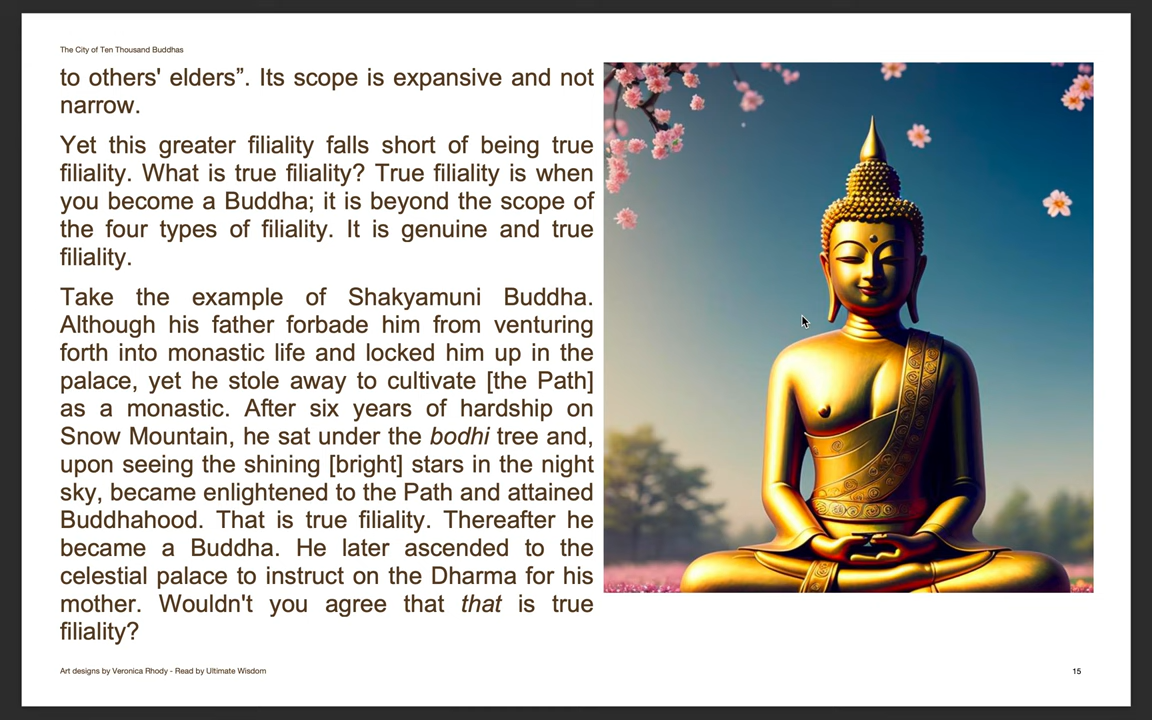 The City of Ten Thousand Buddhas
to others' elders”. Its scope is expansive and not
narrow.
Yet this greater filiality falls short of being true
filiality. What is true filiality? True filiality is when
you become a Buddha; it is beyond the scope of
the four types of filiality. It is genuine and true
filiality.
Take the example of Shakyamuni Buddha.
Although his father forbade him from venturing
forth into monastic life and locked him up in the
palace, yet he stole away to cultivate [the Path]
as a monastic. After six years of hardship on
Snow Mountain, he sat under the bodhi tree and,
upon seeing the shining [bright] stars in the night
sky, became enlightened to the Path and attained
Buddhahood. That is true filiality. Thereafter he
became a Buddha. He later ascended to the
celestial palace to instruct on the Dharma for his
mother. Wouldn't you agree that that is true
filiality?
Art designs by Veronica Rhody - Read by Ultimate Wisdom
15